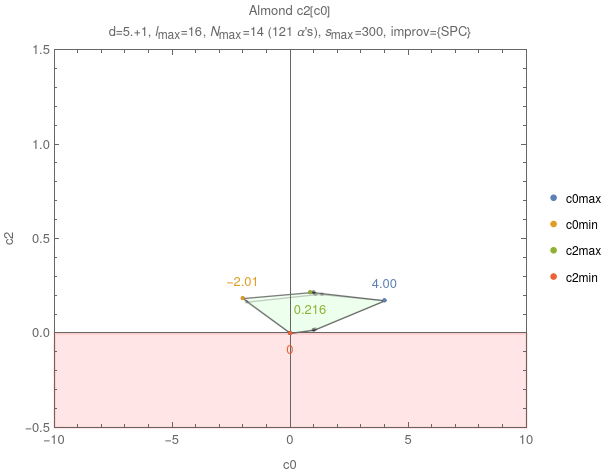 Almond c2[c0]
d=5.+1, lmax=16, Nmax=14 (121 α's), smax=300, improv={SPC}
1.5
1.0
0.5
0.0
−0.5
c2
−10
−5
0
5
10
c0
−2.01
4.00
0.216
0
c0max
c0min
c2max
c2min